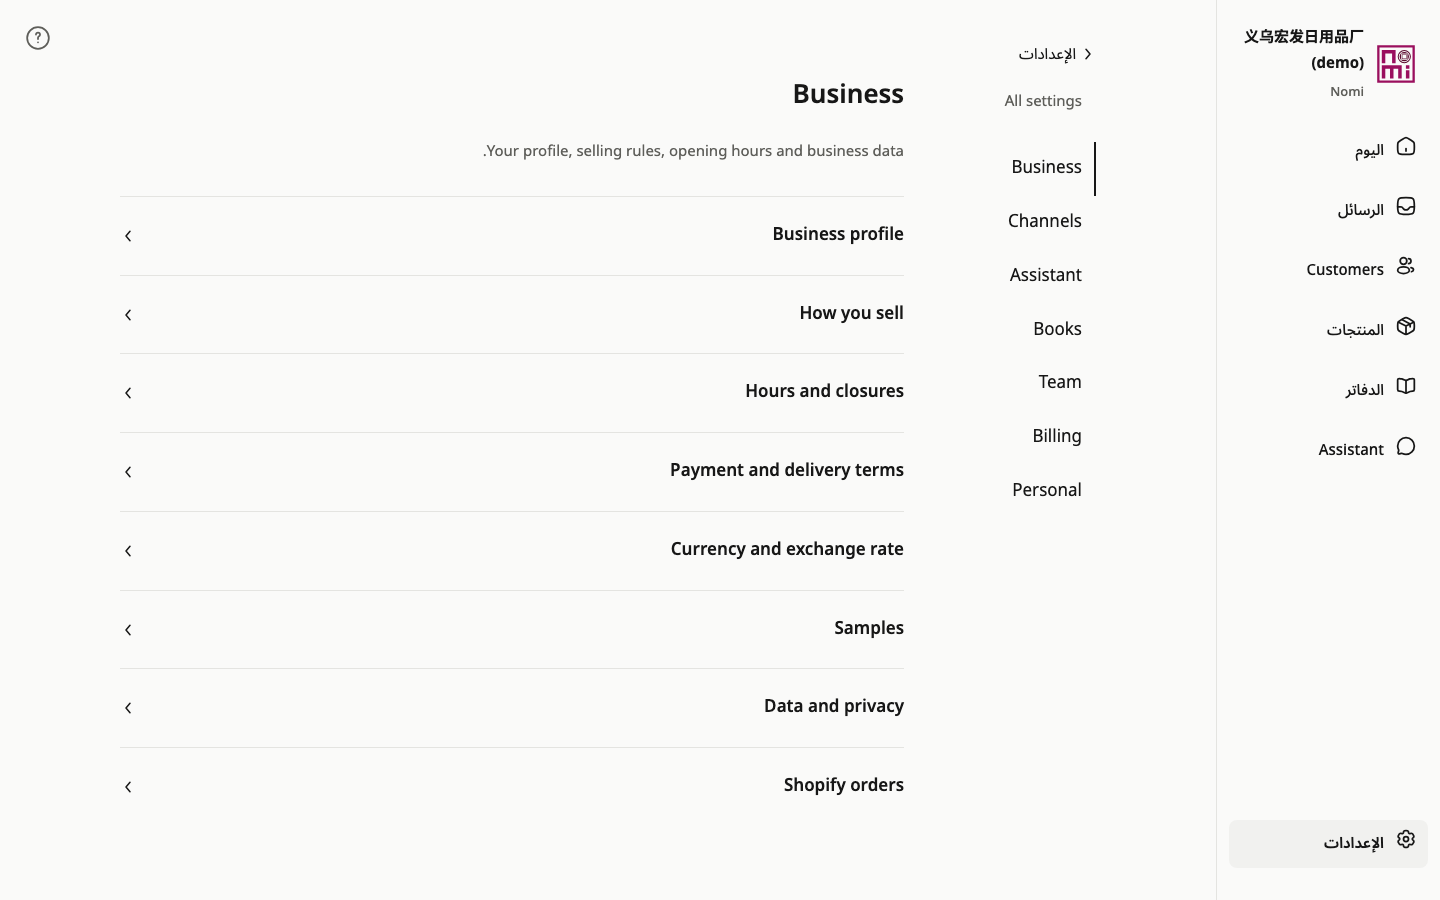 义乌宏发日用品厂
(demo)
Nomi
اليوم
الرسائل
Customers
المنتجات
الدفاتر
Assistant
الإعدادات
الإعدادات
All settings
Business
Channels
Assistant
Books
Team
Billing
Personal
Business
Your profile, selling rules, opening hours and business data.
Business profile
How you sell
Hours and closures
Payment and delivery terms
Currency and exchange rate
Samples
Data and privacy
Shopify orders